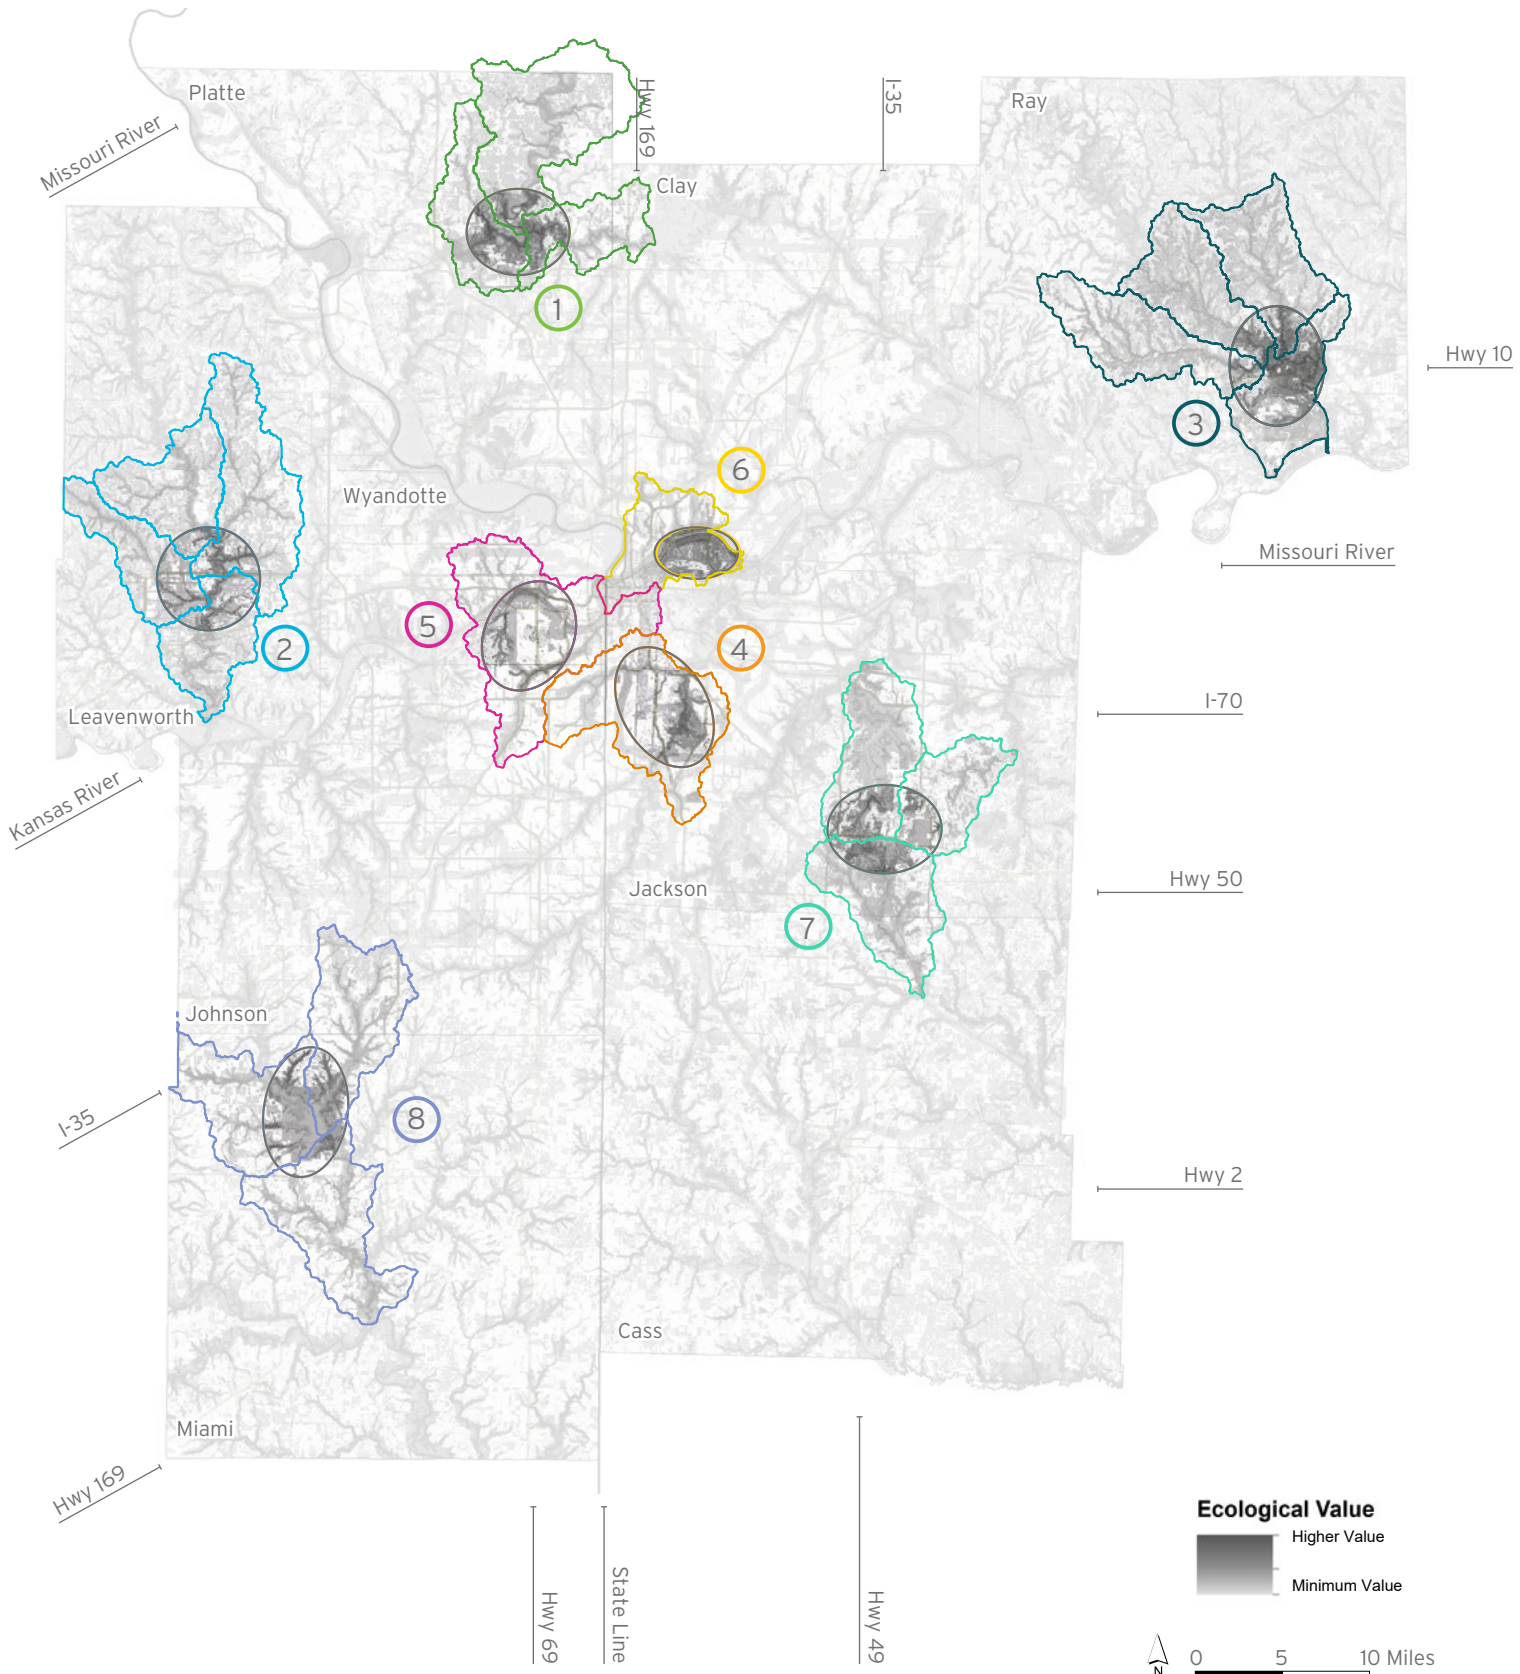 Platte
Hwy 169
I-35
Ray
Missouri River
Clay
1
Hwy 10
3
6
Wyandotte
Missouri River
5
2
4
I-70
Leavenworth
Kansas River
Hwy 50
Jackson
7
Johnson
I-35
8
Hwy 2
Cass
Miami
Hwy 169
Hwy 69
State Line
Hwy 49
Ecological Value
Higher Value
Minimum Value
N
0 5 10 Miles